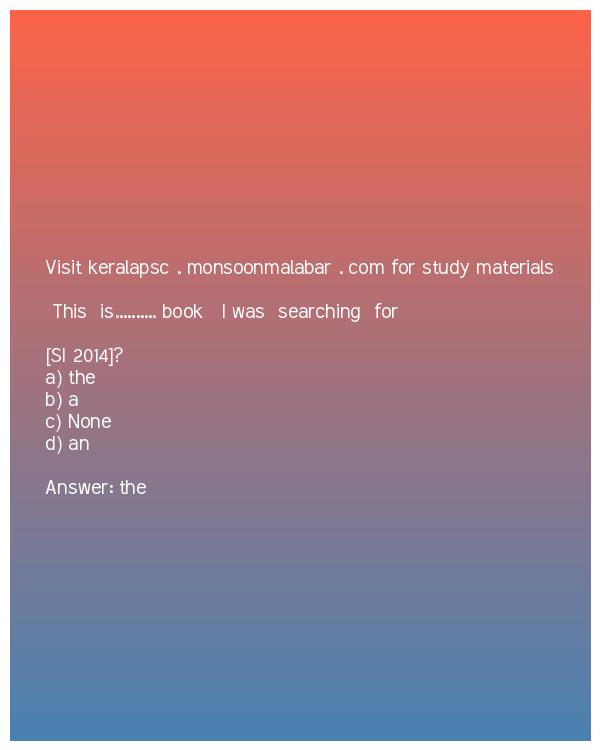 Visit keralapsc . monsoonmalabar . com for study materials
This is.......... book I was searching for
[SI 2014]?
a) the
b) a
c) None
d) an
Answer: the